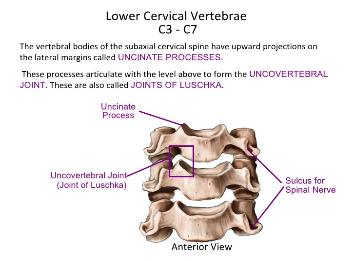 Lower Cervical Vertebrae
C3 - C7
The vertebral bodies of the subaxial cervical spine have upward projections on
the lateral margins called UNCINATE PROCESSES.
These processes articulate with the level above to form the UNCOVERTEBRAL
JOINT. These are also called JOINTS OF LUSCHKA.
Uncinate
Process
Uncovertebral Joint
(Joint of Luschka)
Sulcus for
Spinal Nerve
Anterior View